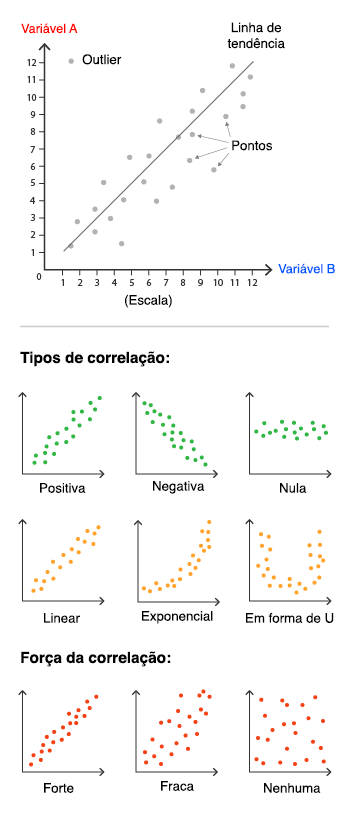 Variável A
Linha de
tendência
Outlier
12
11
10
9
8
7
6
5
4
3
2
1
Pontos
0
1 2 3 4 5 6 7 8 9 10 11 12
Variável B
(Escala)
Tipos de correlação:
Positiva
Negativa
Nula
Linear
Exponencial
Em forma de U
Força da correlação:
Forte
Fraca
Nenhuma